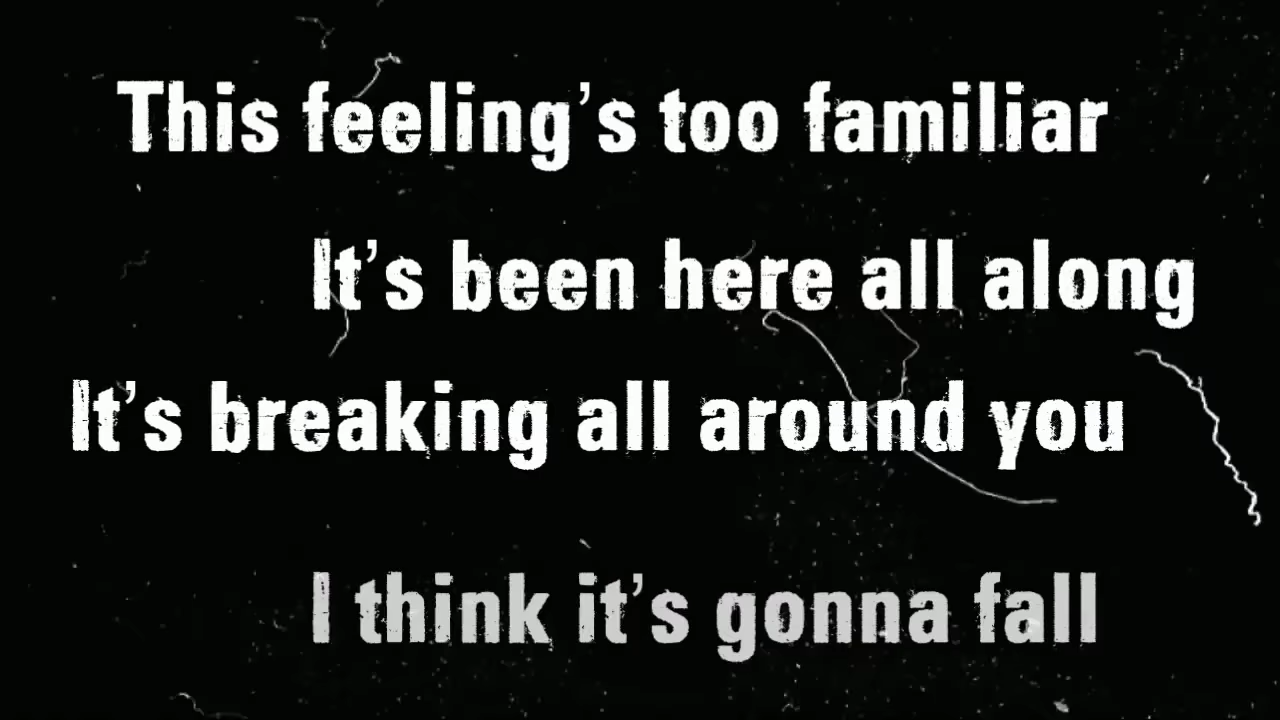 This feeling's too familiar
It's been here all along
It's breaking all around you
I think it's gonna fall